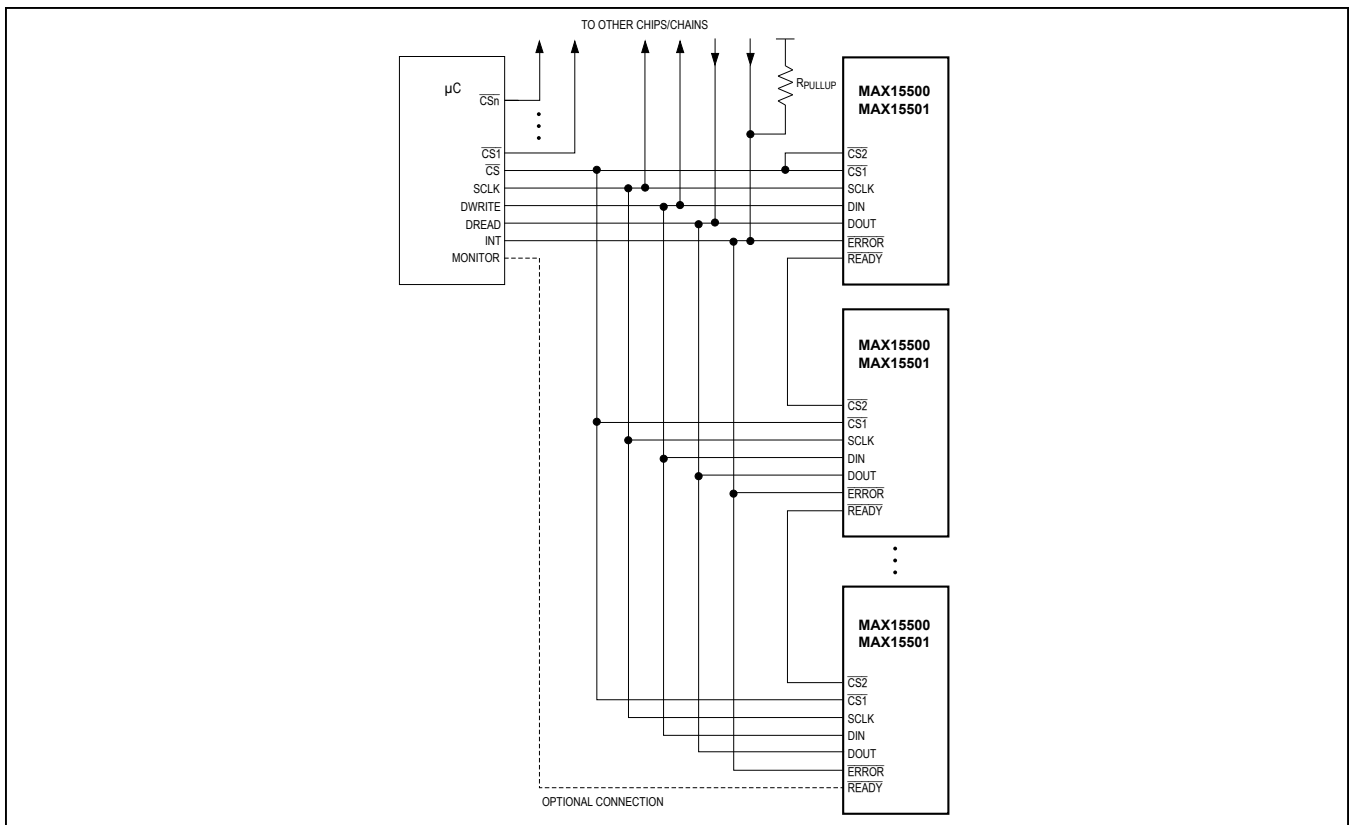 TO OTHER CHIPS/CHAINS
µC
CSn
CS1
CS
SCLK
DWRITE
DREAD
INT
MONITOR
RPULLUP
MAX15500
MAX15501
CS2
CS1
SCLK
DIN
DOUT
ERROR
READY
MAX15500
MAX15501
CS2
CS1
SCLK
DIN
DOUT
ERROR
READY
MAX15500
MAX15501
CS2
CS1
SCLK
DIN
DOUT
ERROR
READY
OPTIONAL CONNECTION